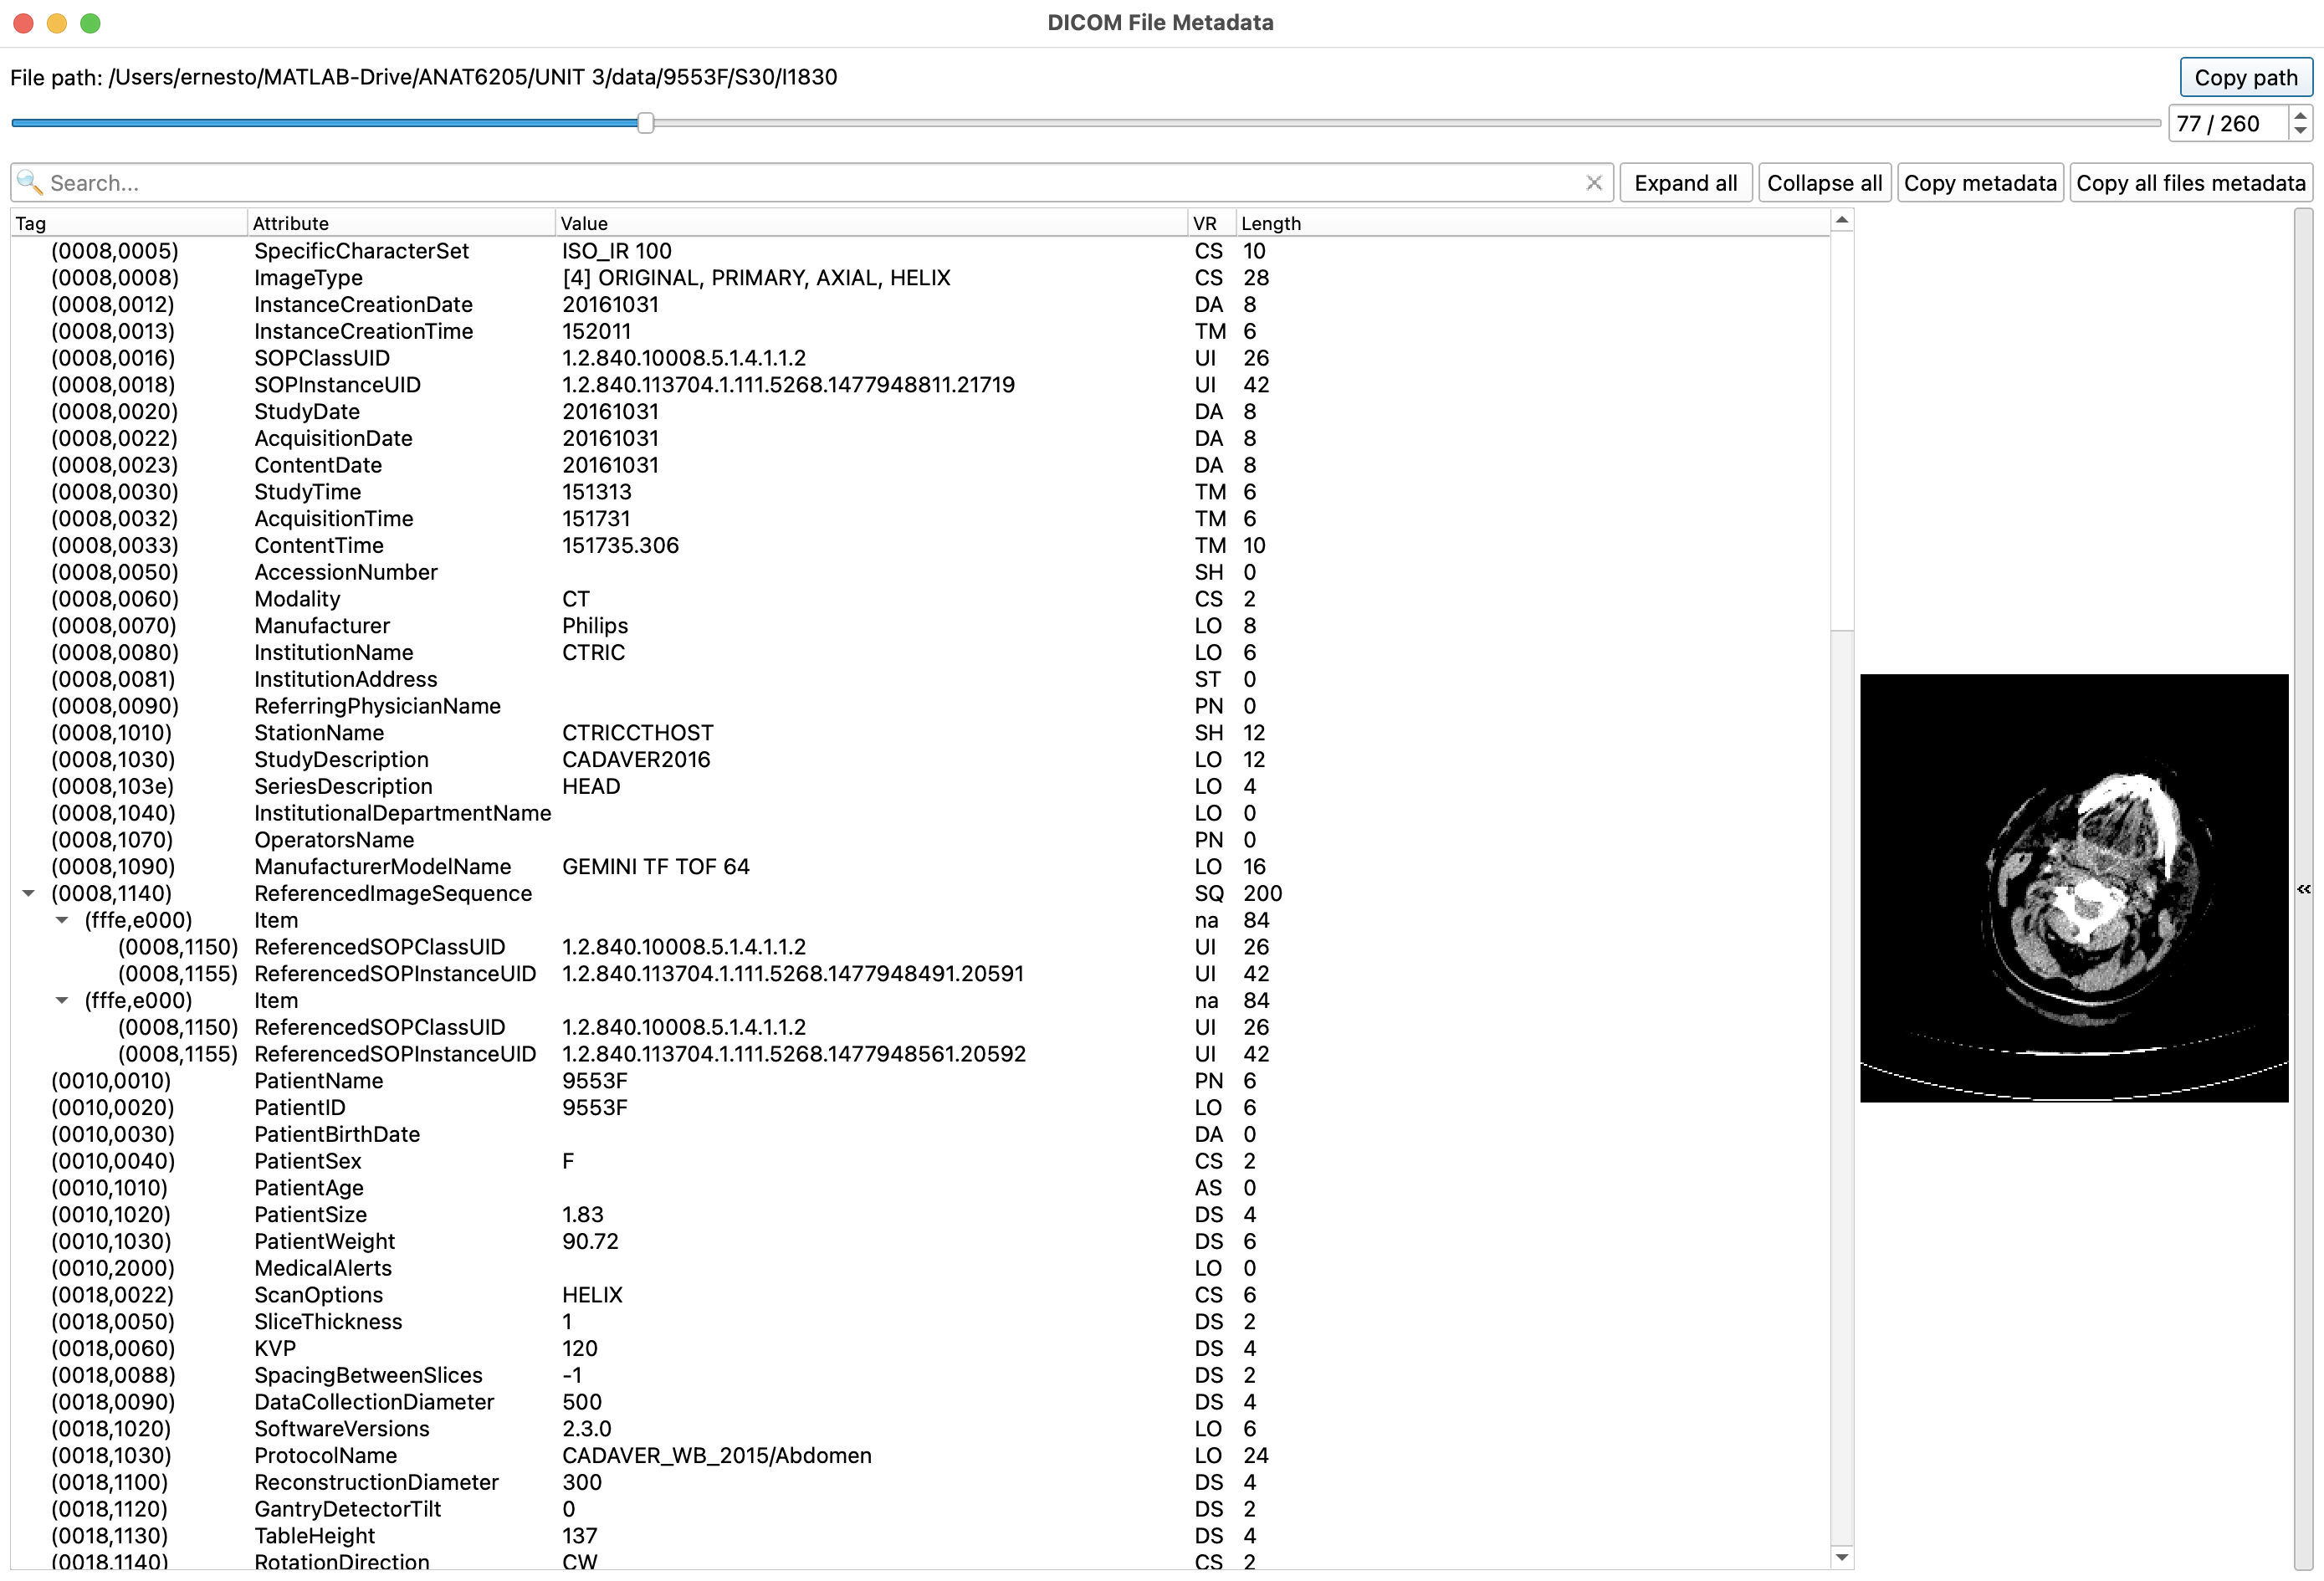 DICOM File Metadata
File path: /Users/ernesto/MATLAB-Drive/ANAT6205/UNIT 3/data/9553F/S30/I1830 Copy path
77 / 260
Search... Expand all Collapse all Copy metadata Copy all files metadata
Tag Attribute Value VR Length
(0008,0005) SpecificCharacterSet ISO_IR 100 CS 10
(0008,0008) ImageType [4] ORIGINAL, PRIMARY, AXIAL, HELIX CS 28
(0008,0012) InstanceCreationDate 20161031 DA 8
(0008,0013) InstanceCreationTime 152011 TM 6
(0008,0016) SOPClassUID 1.2.840.10008.5.1.4.1.1.2 UI 26
(0008,0018) SOPInstanceUID 1.2.840.113704.1.111.5268.1477948811.21719 UI 42
(0008,0020) StudyDate 20161031 DA 8
(0008,0022) AcquisitionDate 20161031 DA 8
(0008,0023) ContentDate 20161031 DA 8
(0008,0030) StudyTime 151313 TM 6
(0008,0032) AcquisitionTime 151731 TM 6
(0008,0033) ContentTime 151735.306 TM 10
(0008,0050) AccessionNumber SH 0
(0008,0060) Modality CT CS 2
(0008,0070) Manufacturer Philips LO 8
(0008,0080) InstitutionName CTRIC LO 6
(0008,0081) InstitutionAddress ST 0
(0008,0090) ReferringPhysicianName PN 0
(0008,1010) StationName CTRICCTHOST SH 12
(0008,1030) StudyDescription CADAVER2016 LO 12
(0008,103e) SeriesDescription HEAD LO 4
(0008,1040) InstitutionalDepartmentName LO 0
(0008,1070) OperatorsName PN 0
(0008,1090) ManufacturerModelName GEMINI TF TOF 64 LO 16
(0008,1140) ReferencedImageSequence SQ 200
(fffe,e000) Item na 84
(0008,1150) ReferencedSOPClassUID 1.2.840.10008.5.1.4.1.1.2 UI 26
(0008,1155) ReferencedSOPInstanceUID 1.2.840.113704.1.111.5268.1477948491.20591 UI 42
(fffe,e000) Item na 84
(0008,1150) ReferencedSOPClassUID 1.2.840.10008.5.1.4.1.1.2 UI 26
(0008,1155) ReferencedSOPInstanceUID 1.2.840.113704.1.111.5268.1477948561.20592 UI 42
(0010,0010) PatientName 9553F PN 6
(0010,0020) PatientID 9553F LO 6
(0010,0030) PatientBirthDate DA 0
(0010,0040) PatientSex F CS 2
(0010,1010) PatientAge AS 0
(0010,1020) PatientSize 1.83 DS 4
(0010,1030) PatientWeight 90.72 DS 6
(0010,2000) MedicalAlerts LO 0
(0018,0022) ScanOptions HELIX CS 6
(0018,0050) SliceThickness 1 DS 2
(0018,0060) KVP 120 DS 4
(0018,0088) SpacingBetweenSlices -1 DS 2
(0018,0090) DataCollectionDiameter 500 DS 4
(0018,1020) SoftwareVersions 2.3.0 LO 6
(0018,1030) ProtocolName CADAVER_WB_2015/Abdomen LO 24
(0018,1100) ReconstructionDiameter 300 DS 4
(0018,1120) GantryDetectorTilt 0 DS 2
(0018,1130) TableHeight 137 DS 4
(0018,1140) RotationDirection CW CS 2